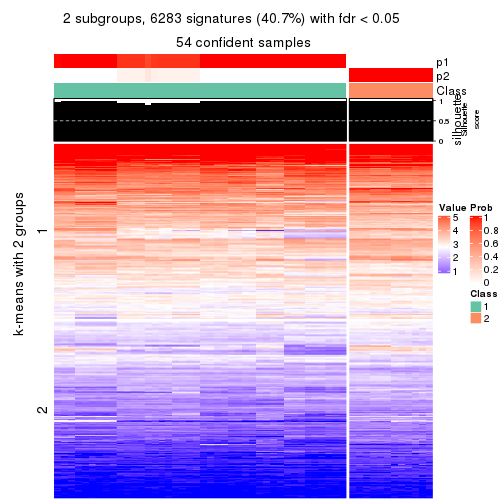 2 subgroups, 6283 signatures (40.7%) with fdr < 0.05
54 confident samples
p1
p2
Class
1
0.5
0
silhouette
Silhouette
score
k-means with 2 groups
1
2
Value
5
4
3
2
1
Prob
1
0.8
0.6
0.4
0.2
0
Class
1
2